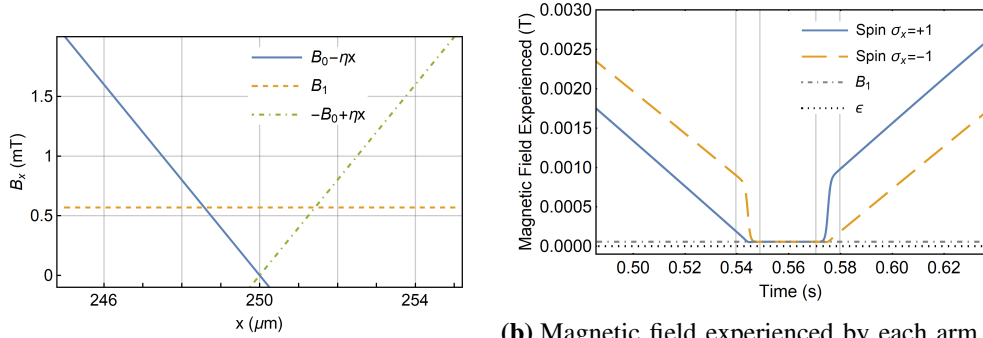 B₀−ηx
B₁
−B₀+ηx
1.5
1
0.5
0
Bₓ (mT)
246
250
254
x (μm)
0.0030
0.0025
0.0020
0.0015
0.0010
0.0005
0.0000
Magnetic Field Experienced (T)
Spin σₓ=+1
Spin σₓ=−1
B₁
ϵ
0.50
0.52
0.54
0.56
0.58
0.60
0.62
Time (s)
(b) Magnetic field experienced by each arm